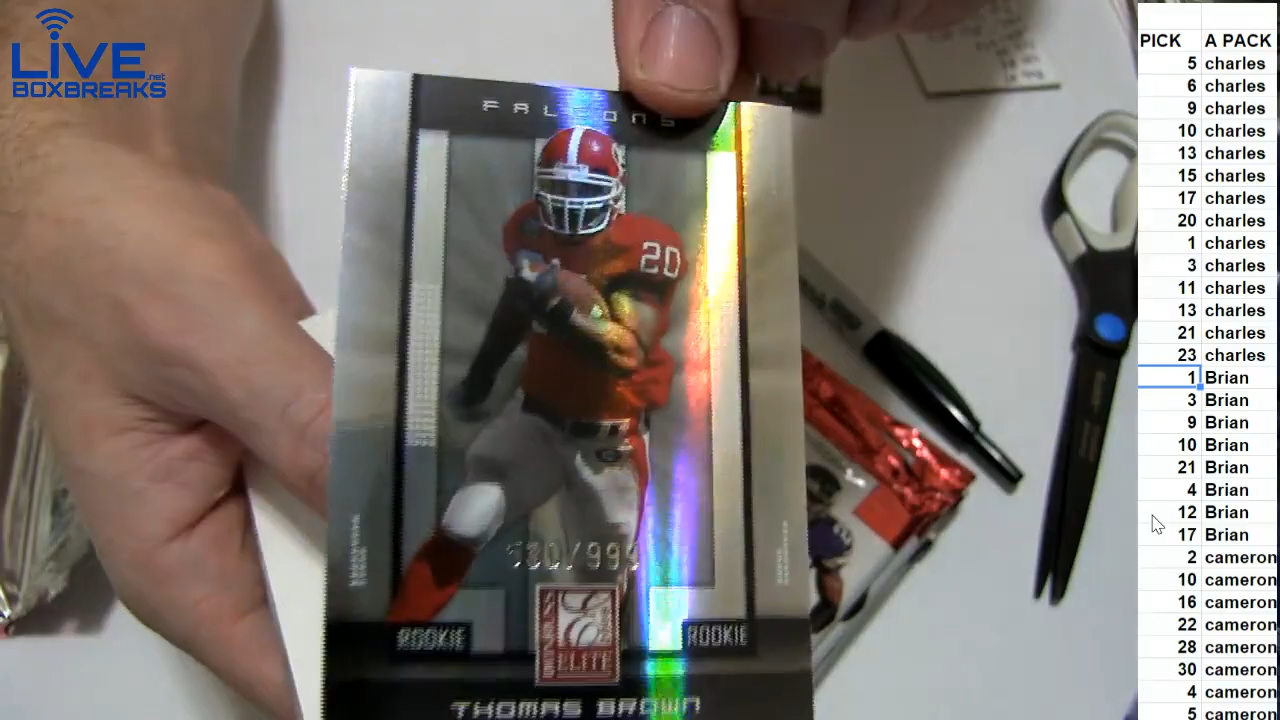 LIVE
.net
BOXBREAKS
FALCONS
20
ROOKIE
ELITE
ROOKIE
THOMAS BROWN
PICK A PACK
5 charles
6 charles
9 charles
10 charles
13 charles
15 charles
17 charles
20 charles
1 charles
3 charles
11 charles
13 charles
21 charles
23 charles
1 Brian
3 Brian
9 Brian
10 Brian
21 Brian
4 Brian
12 Brian
17 Brian
2 cameron
10 cameron
16 cameron
22 cameron
28 cameron
30 cameron
4 cameron
5 cameron